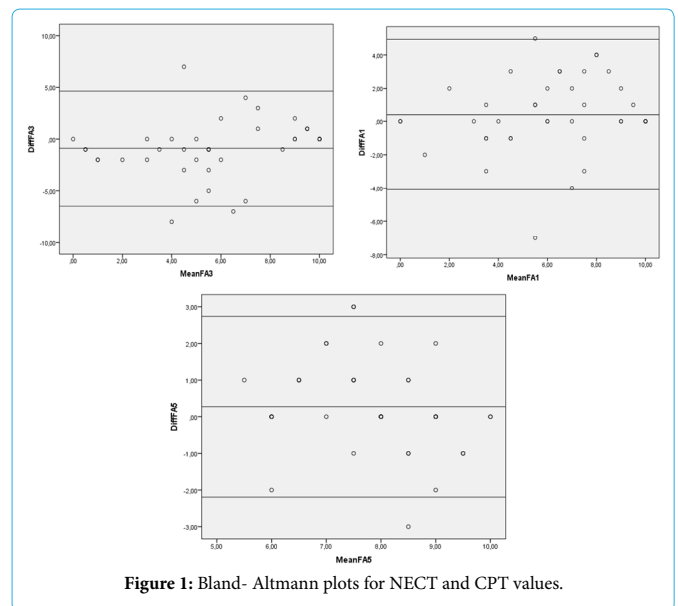 10,00
5,00
,00
-5,00
-10,00
DiffFA3
,00 2,00 4,00 6,00 8,00 10,00
MeanFA3
4,00
2,00
,00
-2,00
-4,00
-6,00
-8,00
DiffFA1
,00 2,00 4,00 6,00 8,00 10,00
MeanFA1
3,00
2,00
1,00
,00
-1,00
-2,00
-3,00
DiffFA5
5,00 6,00 7,00 8,00 9,00 10,00
MeanFA5
Figure 1: Bland- Altmann plots for NECT and CPT values.